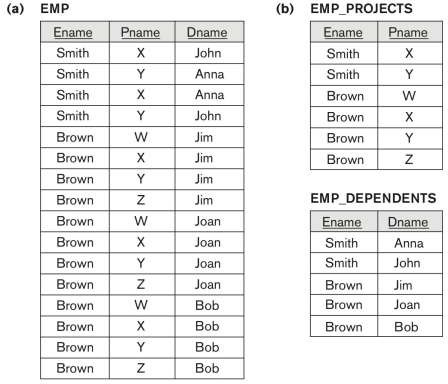 (a) EMP
Ename Pname Dname
Smith X John
Smith Y Anna
Smith X Anna
Smith Y John
Brown W Jim
Brown X Jim
Brown Y Jim
Brown Z Jim
Brown W Joan
Brown X Joan
Brown Y Joan
Brown Z Joan
Brown W Bob
Brown X Bob
Brown Y Bob
Brown Z Bob
(b) EMP_PROJECTS
Ename Pname
Smith X
Smith Y
Brown W
Brown X
Brown Y
Brown Z
EMP_DEPENDENTS
Ename Dname
Smith Anna
Smith John
Brown Jim
Brown Joan
Brown Bob